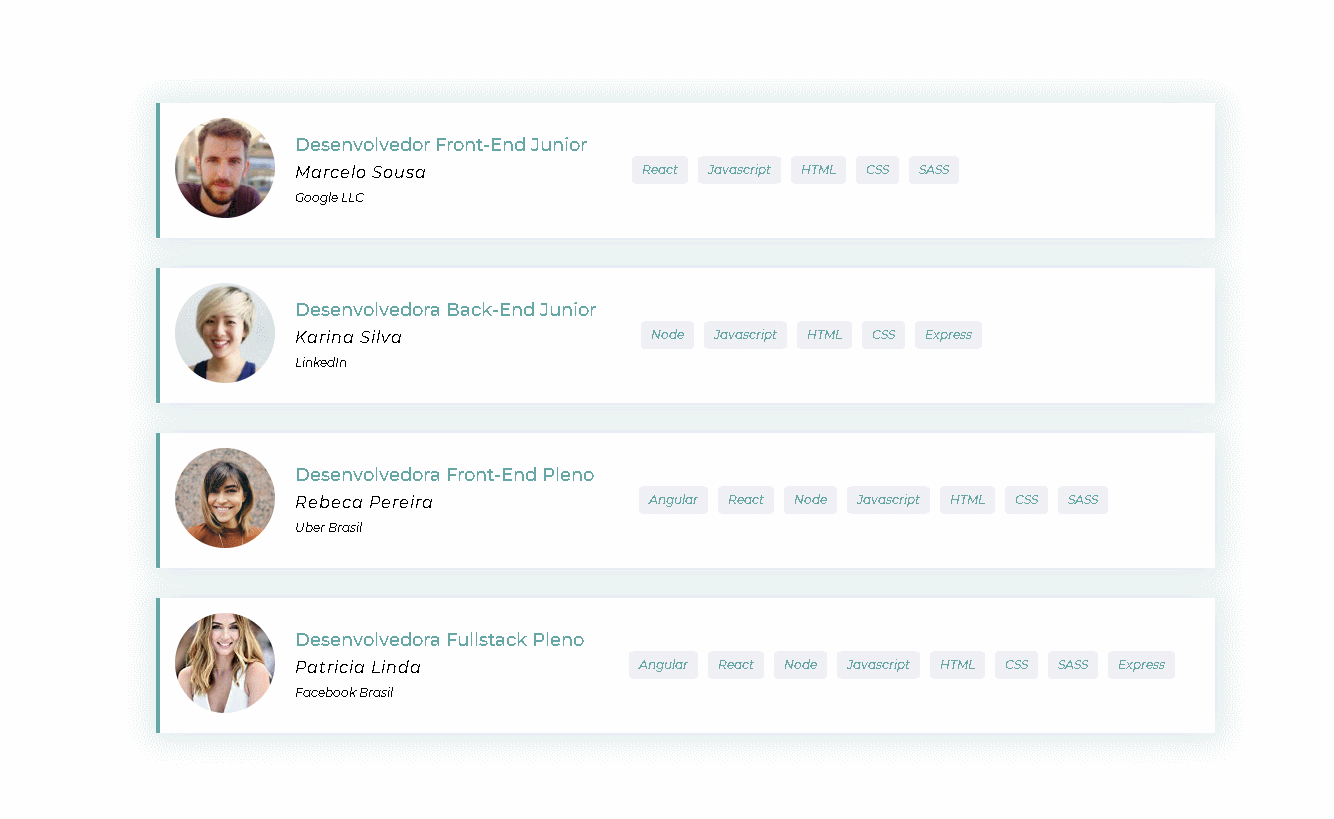 Desenvolvedor Front-End Junior
Marcelo Sousa
Google LLC
React Javascript HTML CSS SASS
Desenvolvedora Back-End Junior
Karina Silva
LinkedIn
Node Javascript HTML CSS Express
Desenvolvedora Front-End Pleno
Rebeca Pereira
Uber Brasil
Angular React Node Javascript HTML CSS SASS
Desenvolvedora Fullstack Pleno
Patricia Linda
Facebook Brasil
Angular React Node Javascript HTML CSS SASS Express